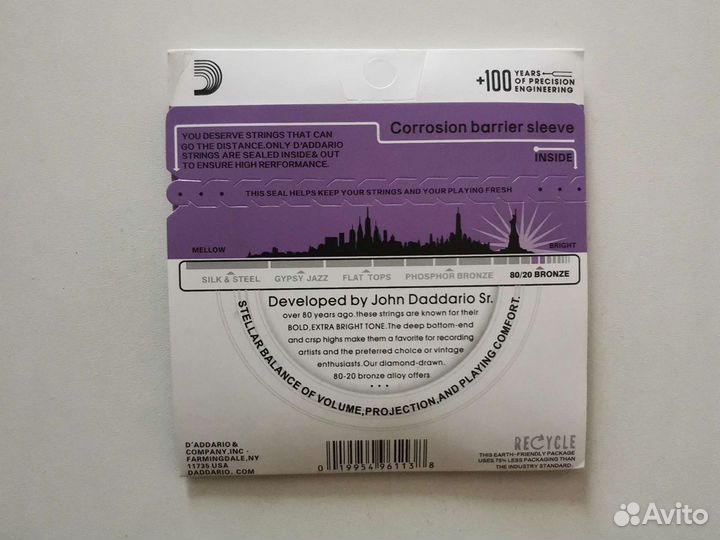 +100 YEARS OF PRECISION ENGINEERING
YOU DESERVE STRINGS THAT CAN
GO THE DISTANCE.ONLY D'ADDARIO
STRINGS ARE SEALED INSIDE& OUT
TO ENSURE HIGH RERFORMANCE.
Corrosion barrier sleeve
INSIDE
THIS SEAL HELPS KEEP YOUR STRINGS AND YOUR PLAYING FRESH
MELLOW BRIGHT
SILK & STEEL GYPSY JAZZ FLAT TOPS PHOSPHOR BRONZE 80/20 BRONZE
Developed by John Daddario Sr.
over 80 years ago.these strings are known for their
BOLD,EXTRA BRIGHT TONE.The deep bottom-end
and crsp highs make them a favorite for recording
artists and the preferred choice or vintage
enthusiasts.Our diamond-drawn.
80-20 bronze alloy offers
...
STELLAR BALANCE OF VOLUME,PROJECTION,AND PLAYING COMFORT.
D'ADDARIO &
COMPANY,INC ·
FARMINGDALE,NY
11735 USA
DADDARIO. COM
0 19954 96113 8
RECYCLE
THIS EARTH-FRIENDLY PACKAGE
USES 75% LESS PACKAGING THAN
THE INDUSTRY STANDARD.
Avito